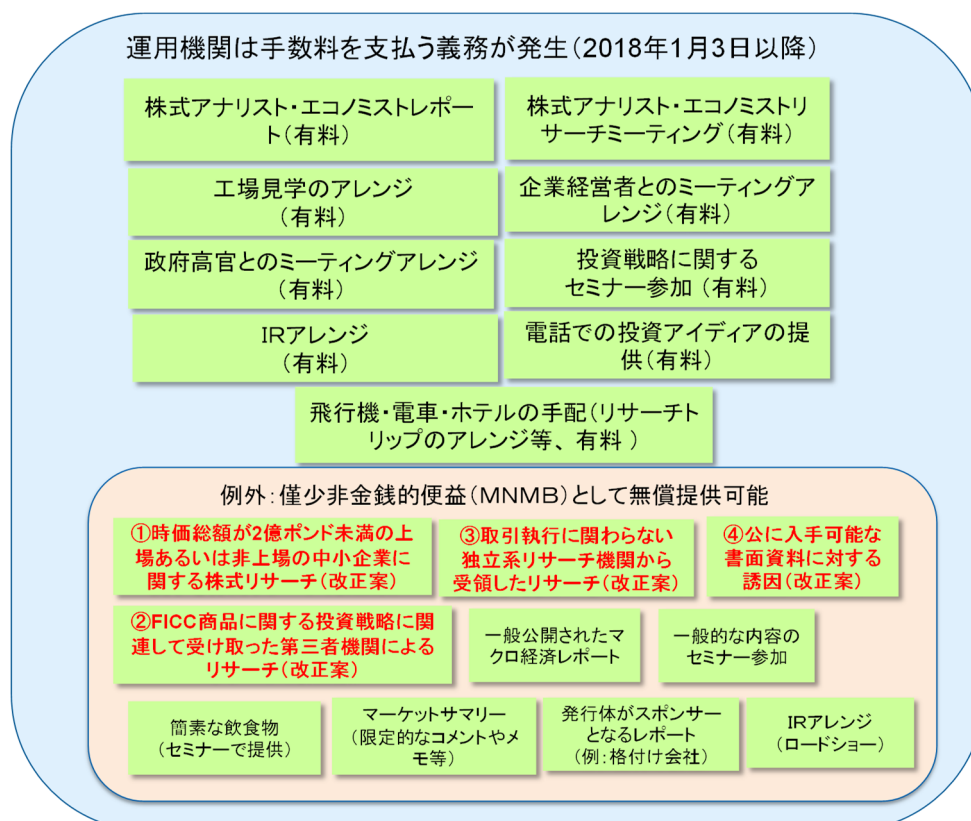 運用機関は手数料を支払う義務が発生(2018年1月3日以降)
株式アナリスト・エコノミストレポー
ト(有料)
株式アナリスト・エコノミストリ
サーチミーティング(有料)
工場見学のアレンジ
(有料)
企業経営者とのミーティングア
レンジ(有料)
政府高官とのミーティングアレンジ
(有料)
投資戦略に関する
セミナー参加 (有料)
IRアレンジ
(有料)
電話での投資アイディアの提
供(有料)
飛行機・電車・ホテルの手配(リサーチト
リップのアレンジ等、有料 )
例外:僅少非金銭的便益(MNMB)として無償提供可能
①時価総額が2億ポンド未満の上
場あるいは非上場の中小企業に
関する株式リサーチ(改正案)
③取引執行に関わらない
独立系リサーチ機関から
受領したリサーチ(改正案)
④公に入手可能な
書面資料に対する
誘因(改正案)
②FICC商品に関する投資戦略に関
連して受け取った第三者機関による
リサーチ(改正案)
一般公開されたマ
クロ経済レポート
一般的な内容の
セミナー参加
簡素な飲食物
(セミナーで提供)
マーケットサマリー
(限定的なコメントやメ
モ等)
発行体がスポンサー
となるレポート
(例:格付け会社)
IRアレンジ
(ロードショー)